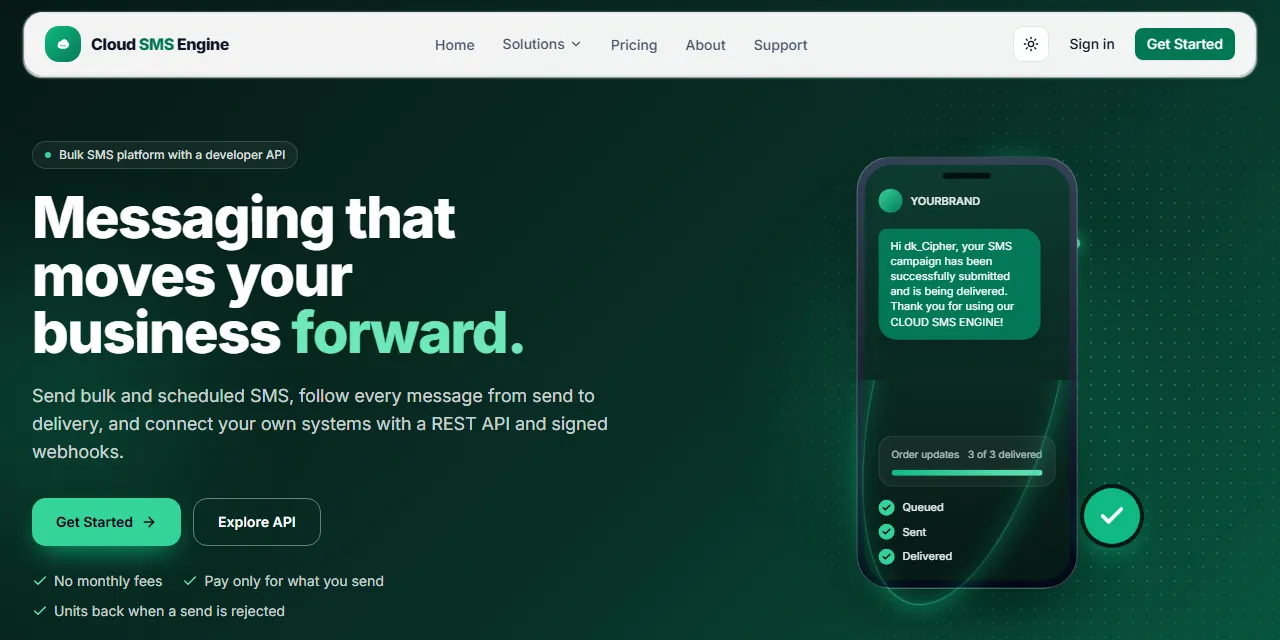 Cloud SMS Engine
Home
Solutions
Pricing
About
Support
Sign in
Get Started
Bulk SMS platform with a developer API
Messaging that
moves your
business forward.
Send bulk and scheduled SMS, follow every message from send to
delivery, and connect your own systems with a REST API and signed
webhooks.
Get Started
Explore API
No monthly fees
Pay only for what you send
Units back when a send is rejected
YOURBRAND
Hi dk_Cipher, your SMS
campaign has been
successfully submitted
and is being delivered.
Thank you for using our
CLOUD SMS ENGINE!
Order updates 3 of 3 delivered
Queued
Sent
Delivered